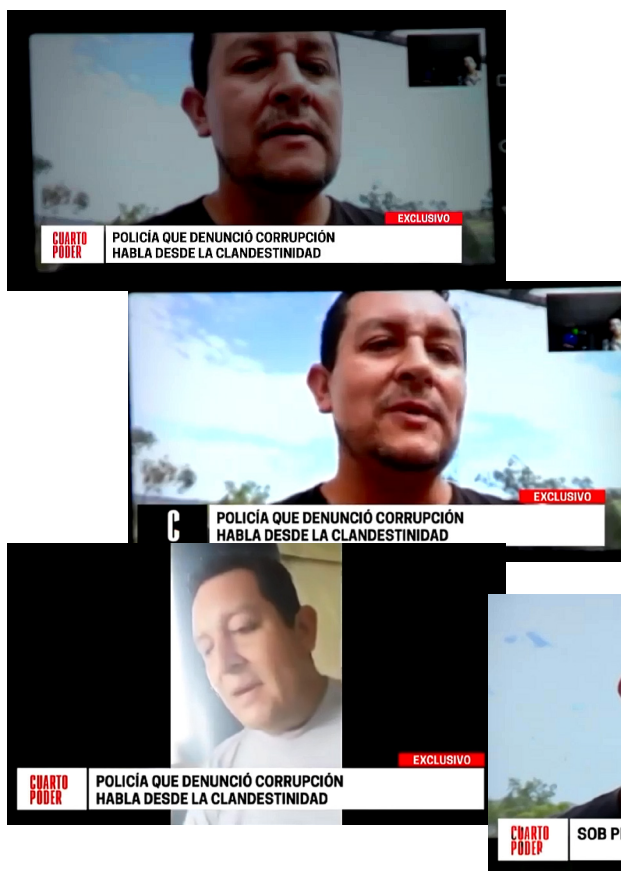 EXCLUSIVO
CUARTO
PODER
POLICÍA QUE DENUNCIÓ CORRUPCIÓN
HABLA DESDE LA CLANDESTINIDAD
EXCLUSIVO
C
POLICÍA QUE DENUNCIÓ CORRUPCIÓN
HABLA DESDE LA CLANDESTINIDAD
EXCLUSIVO
CUARTO
PODER
POLICÍA QUE DENUNCIÓ CORRUPCIÓN
HABLA DESDE LA CLANDESTINIDAD
CUARTO
PODER
SOB P